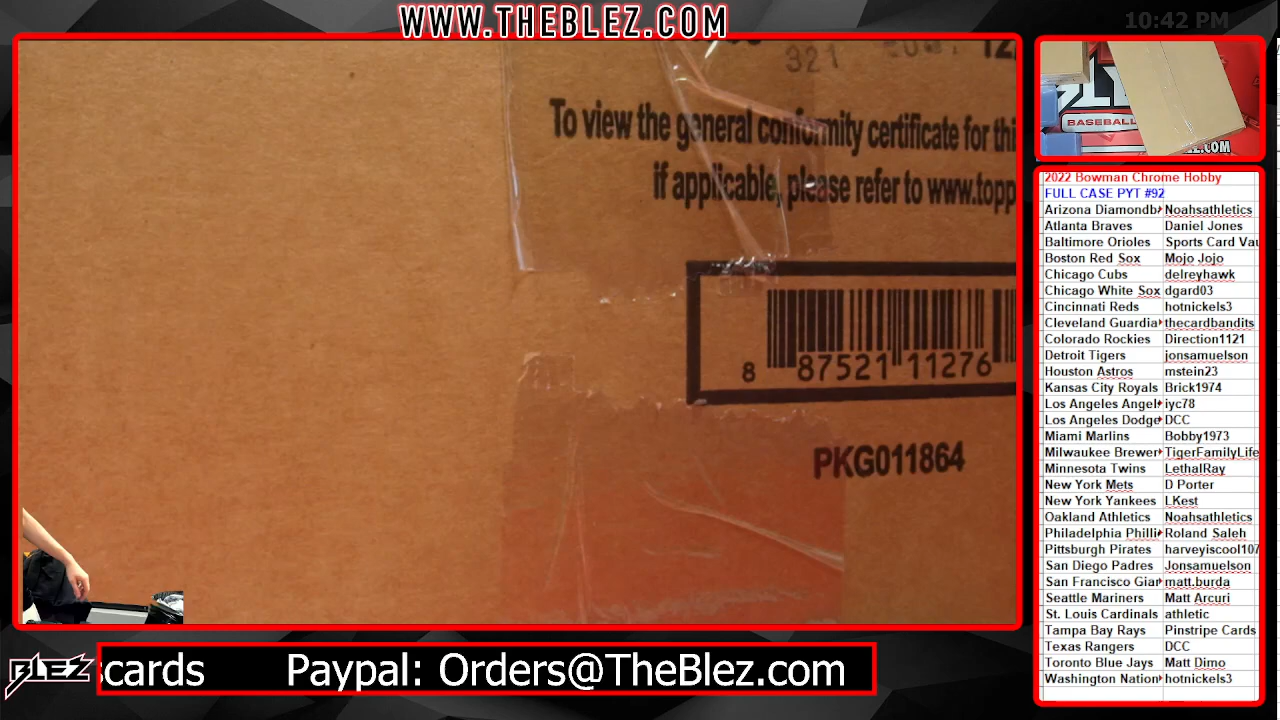 WWW.THEBLEZ.COM
10:42 PM
321
To view the general conformity certificate for thi
if applicable, please refer to www.topp
8 87521 11276
PKG011864
BASEBALL
.COM
2022 Bowman Chrome Hobby
FULL CASE PYT #92
Arizona Diamondb Noahsathletics
Atlanta Braves Daniel Jones
Baltimore Orioles Sports Card Vau
Boston Red Sox Mojo Jojo
Chicago Cubs delreyhawk
Chicago White Sox dgard03
Cincinnati Reds hotnickels3
Cleveland Guardia thecardbandits
Colorado Rockies Direction1121
Detroit Tigers jonsamuelson
Houston Astros mstein23
Kansas City Royals Brick1974
Los Angeles Angel iyc78
Los Angeles Dodge DCC
Miami Marlins Bobby1973
Milwaukee Brewer TigerFamilyLife
Minnesota Twins LethalRay
New York Mets D Porter
New York Yankees LKest
Oakland Athletics Noahsathletics
Philadelphia Philli Roland Saleh
Pittsburgh Pirates harveyiscool107
San Diego Padres Jonsamuelson
San Francisco Gian matt.burda
Seattle Mariners Matt Arcuri
St. Louis Cardinals athletic
Tampa Bay Rays Pinstripe Cards
Texas Rangers DCC
Toronto Blue Jays Matt Dimo
Washington Nation hotnickels3
BLEZ
cards Paypal: Orders@TheBlez.com